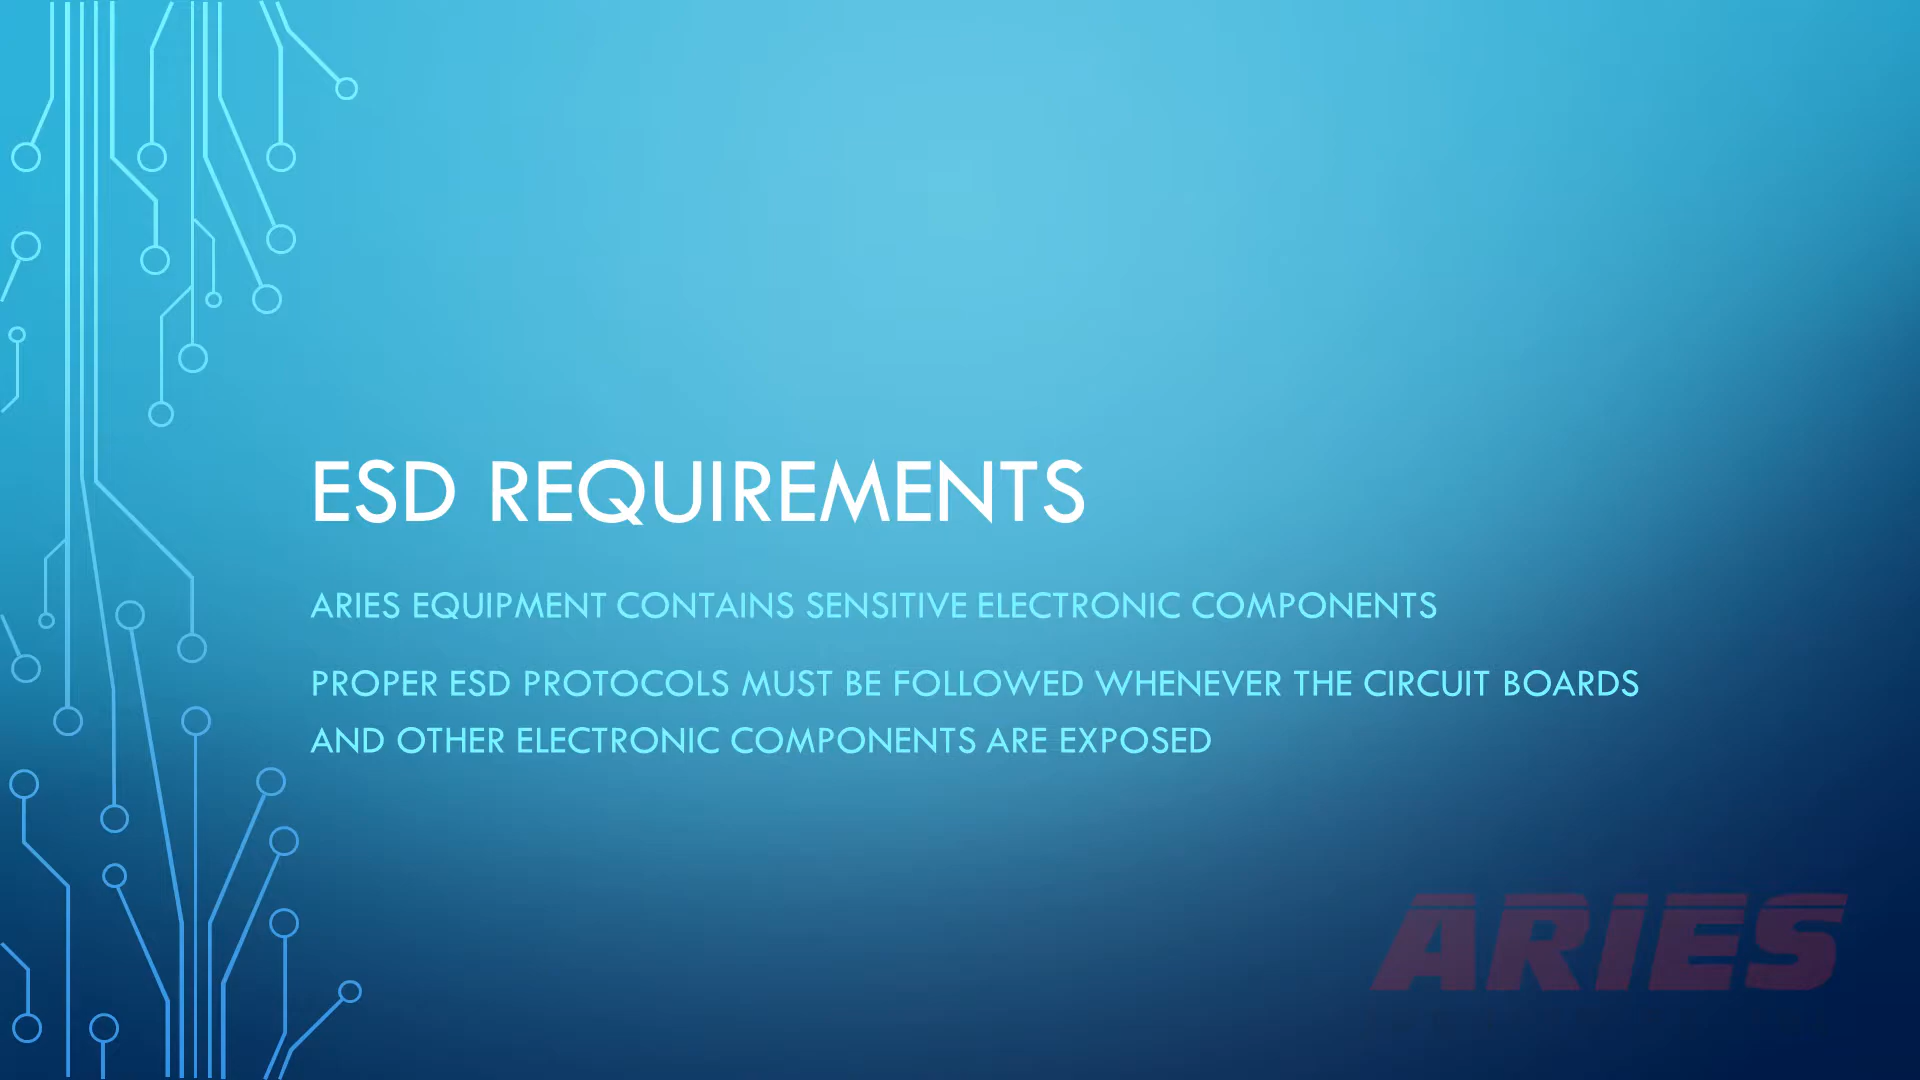 ESD REQUIREMENTS
ARIES EQUIPMENT CONTAINS SENSITIVE ELECTRONIC COMPONENTS
PROPER ESD PROTOCOLS MUST BE FOLLOWED WHENEVER THE CIRCUIT BOARDS
AND OTHER ELECTRONIC COMPONENTS ARE EXPOSED
ARIES